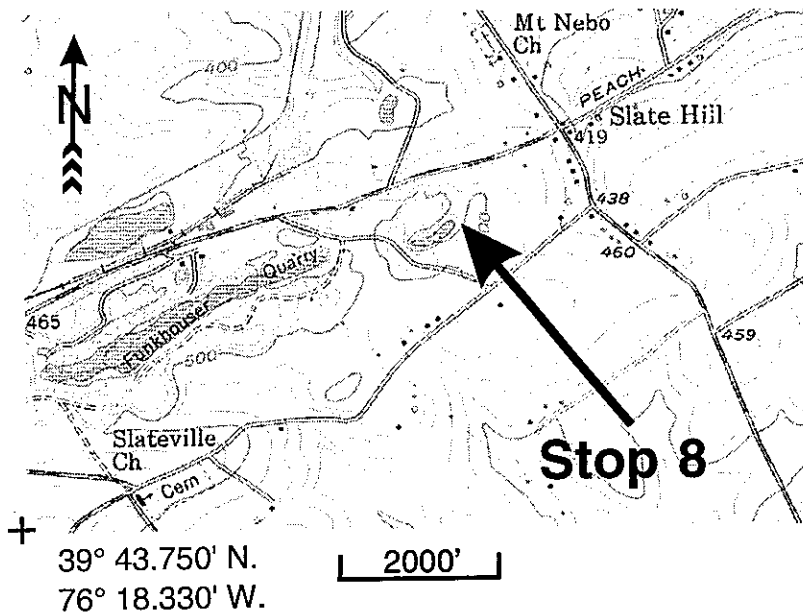 Mt Nebo
Ch
400
N
PEACH
Slate Hill
419
438
460
Quarry
Funkhouser
465
500
459
Slateville
Ch
Cem
Stop 8
39° 43.750' N.
76° 18.330' W.
2000'